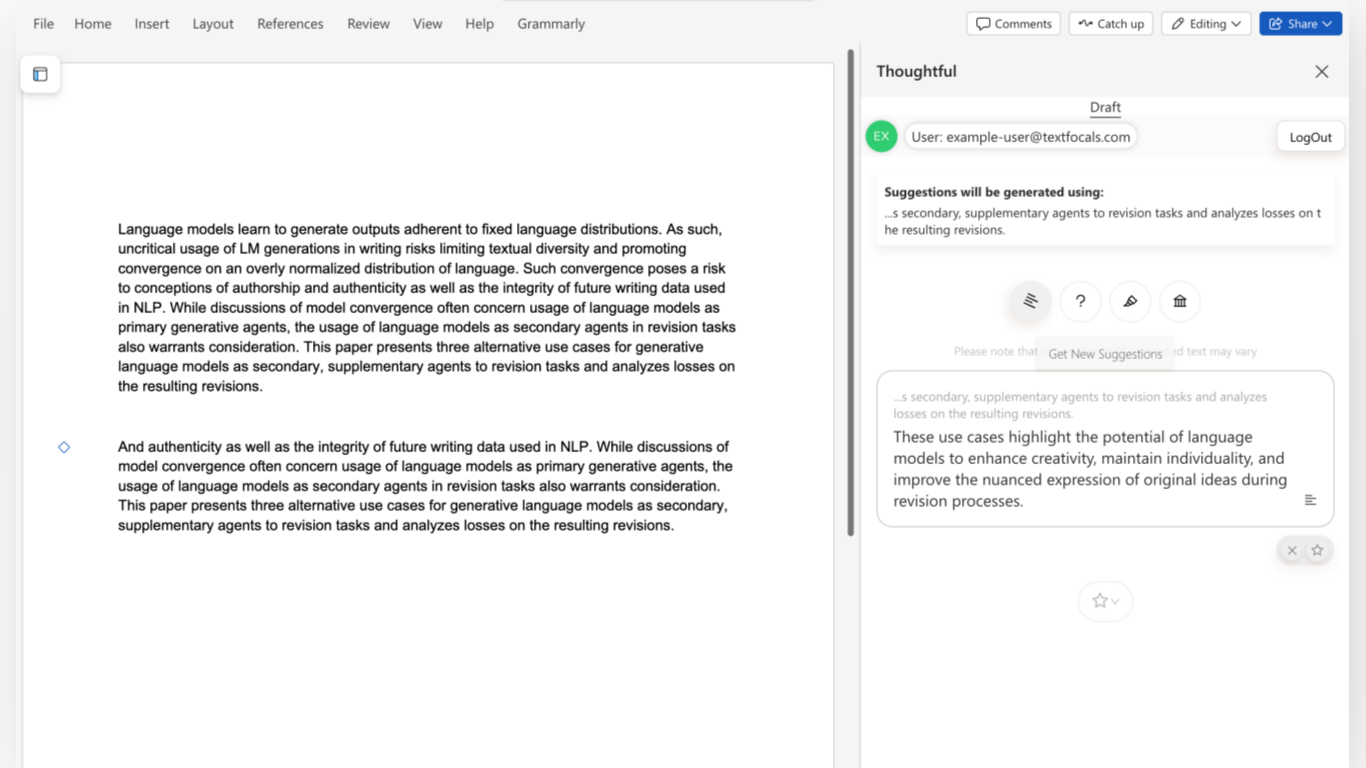 File Home Insert Layout References Review View Help Grammarly
Comments Catch up Editing Share
Thoughtful
Draft
EX User: example-user@textfocals.com LogOut
Suggestions will be generated using:
...s secondary, supplementary agents to revision tasks and analyzes losses on t
he resulting revisions.
?
Please note that
Get New Suggestions
d text may vary
...s secondary, supplementary agents to revision tasks and analyzes
losses on the resulting revisions.
These use cases highlight the potential of language
models to enhance creativity, maintain individuality, and
improve the nuanced expression of original ideas during
revision processes.
Language models learn to generate outputs adherent to fixed language distributions. As such,
uncritical usage of LM generations in writing risks limiting textual diversity and promoting
convergence on an overly normalized distribution of language. Such convergence poses a risk
to conceptions of authorship and authenticity as well as the integrity of future writing data used
in NLP. While discussions of model convergence often concern usage of language models as
primary generative agents, the usage of language models as secondary agents in revision tasks
also warrants consideration. This paper presents three alternative use cases for generative
language models as secondary, supplementary agents to revision tasks and analyzes losses on
the resulting revisions.
And authenticity as well as the integrity of future writing data used in NLP. While discussions of
model convergence often concern usage of language models as primary generative agents, the
usage of language models as secondary agents in revision tasks also warrants consideration.
This paper presents three alternative use cases for generative language models as secondary,
supplementary agents to revision tasks and analyzes losses on the resulting revisions.